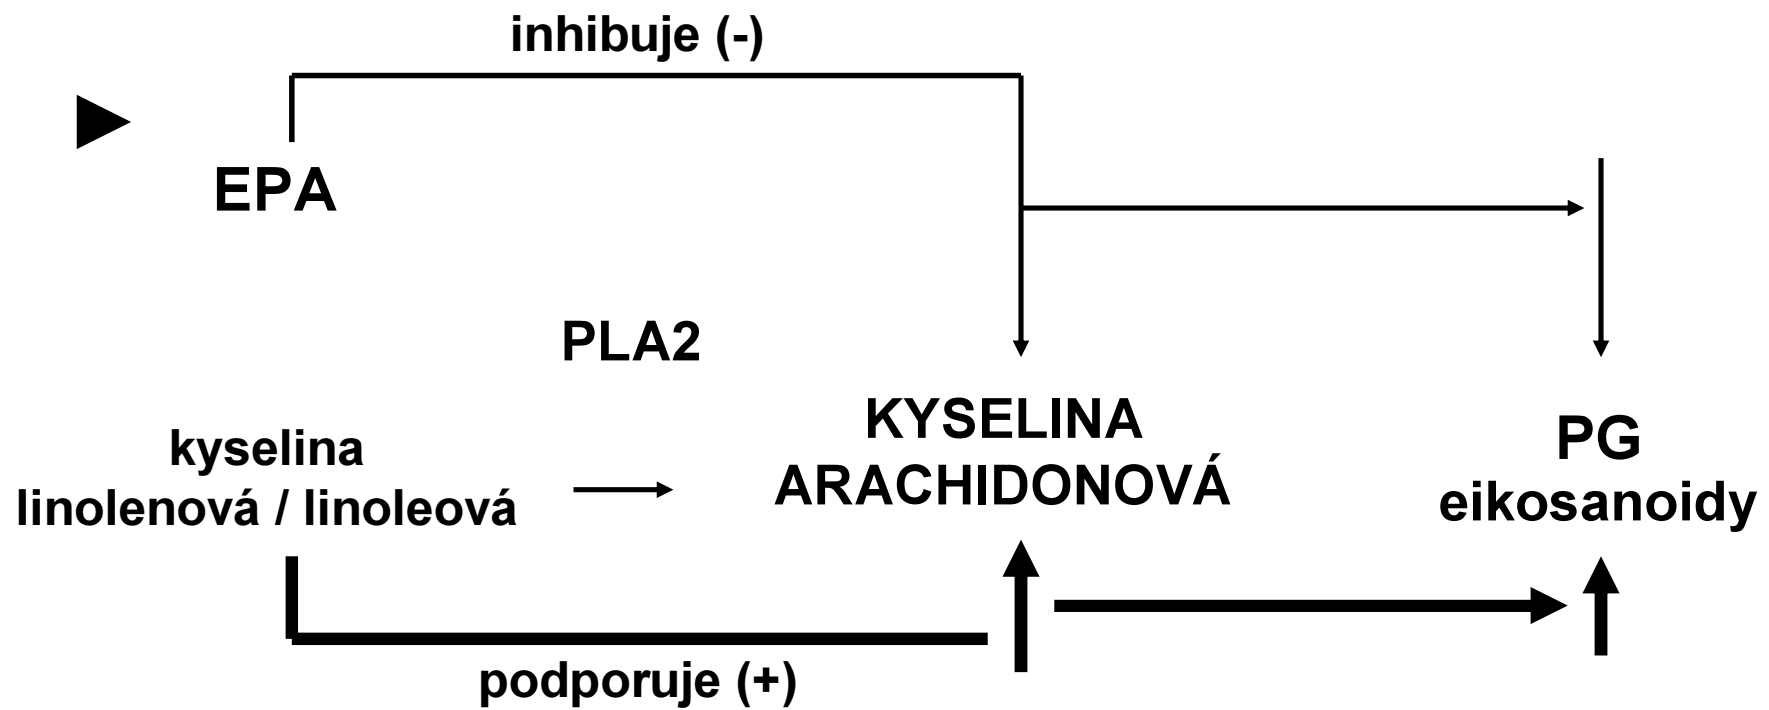 inhibuje (-)
EPA
PLA2
KYSELINA
ARACHIDONOVÁ
kyselina
linolenová / linoleová
PG
eikosanoidy
podporuje (+)